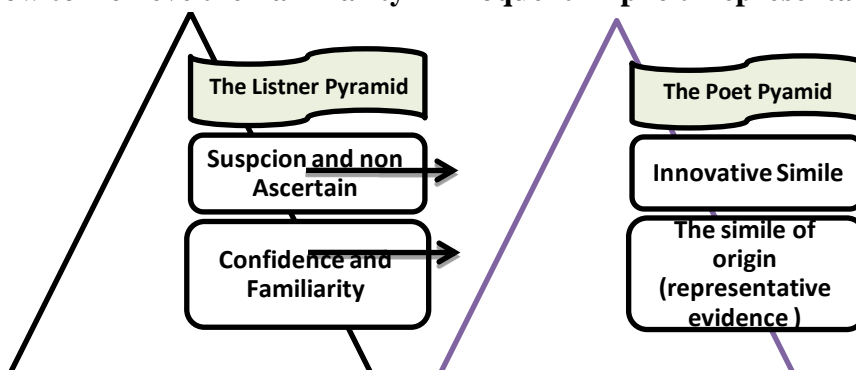 The Listner Pyramid
Suspcion and non
Ascertain
Confidence and
Familiarity
The Poet Pyamid
Innovative Simile
The simile of
origin
(representative
evidence )